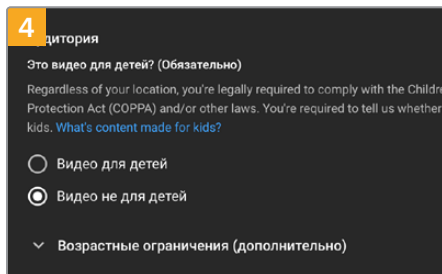 4
дитория
Это видео для детей? (Обязательно)
Regardless of your location, you're legally required to comply with the Childre
Protection Act (COPPA) and/or other laws. You're required to tell us whether
kids. What's content made for kids?
Видео для детей
Видео не для детей
Возрастные ограничения (дополнительно)